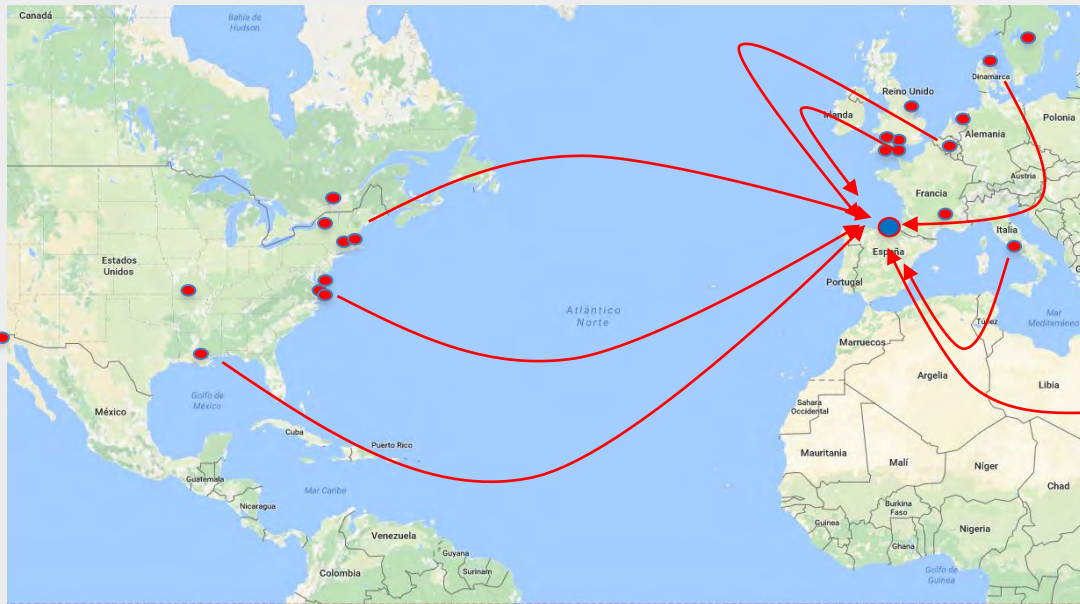 Canadá
Bahía de
Hudson
Dinamarca
Reino Unido
Irlanda
Polonia
Alemania
Austria
Francia
Italia
España
Portugal
Estados
Unidos
Atlántico
Norte
Mar
Mediterráneo
Túnez
Marruecos
Argelia
Libia
Golfo de
México
México
Sahara
Occidental
Cuba
Puerto Rico
Mauritania
Malí
Níger
Chad
Guatemala
Mar Caribe
Nicaragua
Burkina
Faso
Guinea
Nigeria
Ghana
Venezuela
Guyana
Surinam
Colombia
Golfo de
Guinea